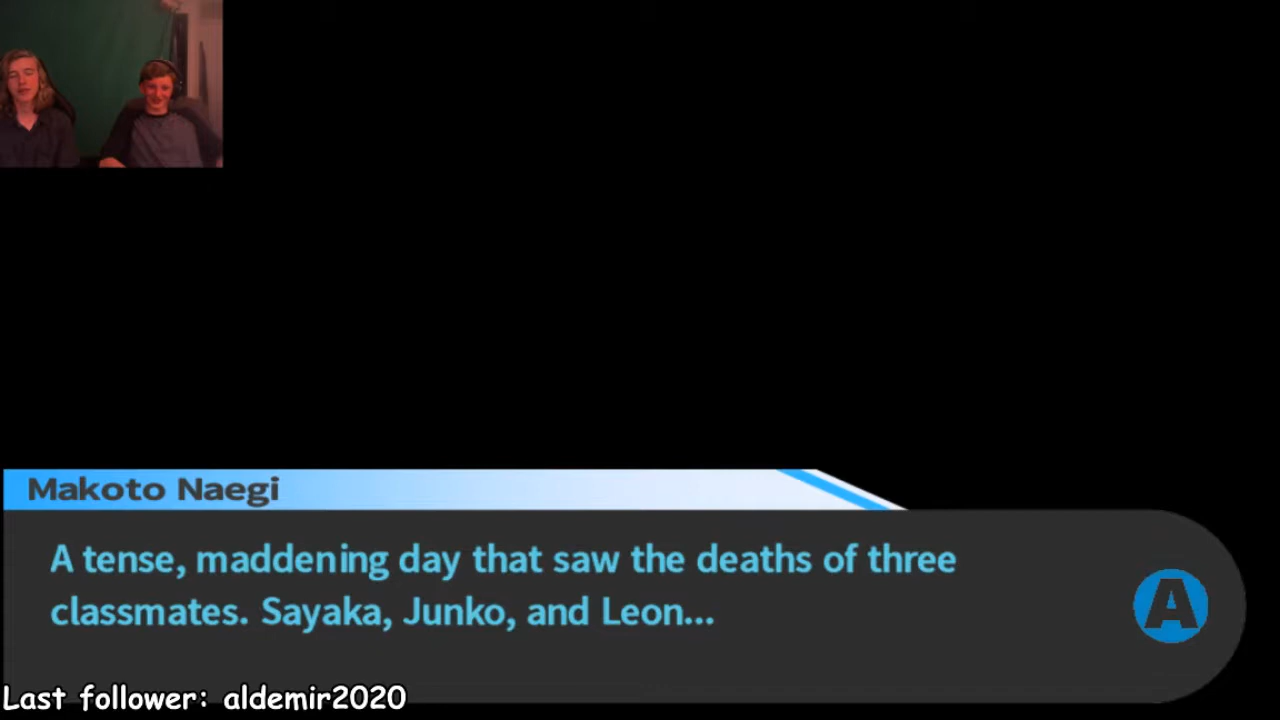 Makoto Naegi
A tense, maddening day that saw the deaths of three
classmates. Sayaka, Junko, and Leon...
A
Last follower: aldemir2020